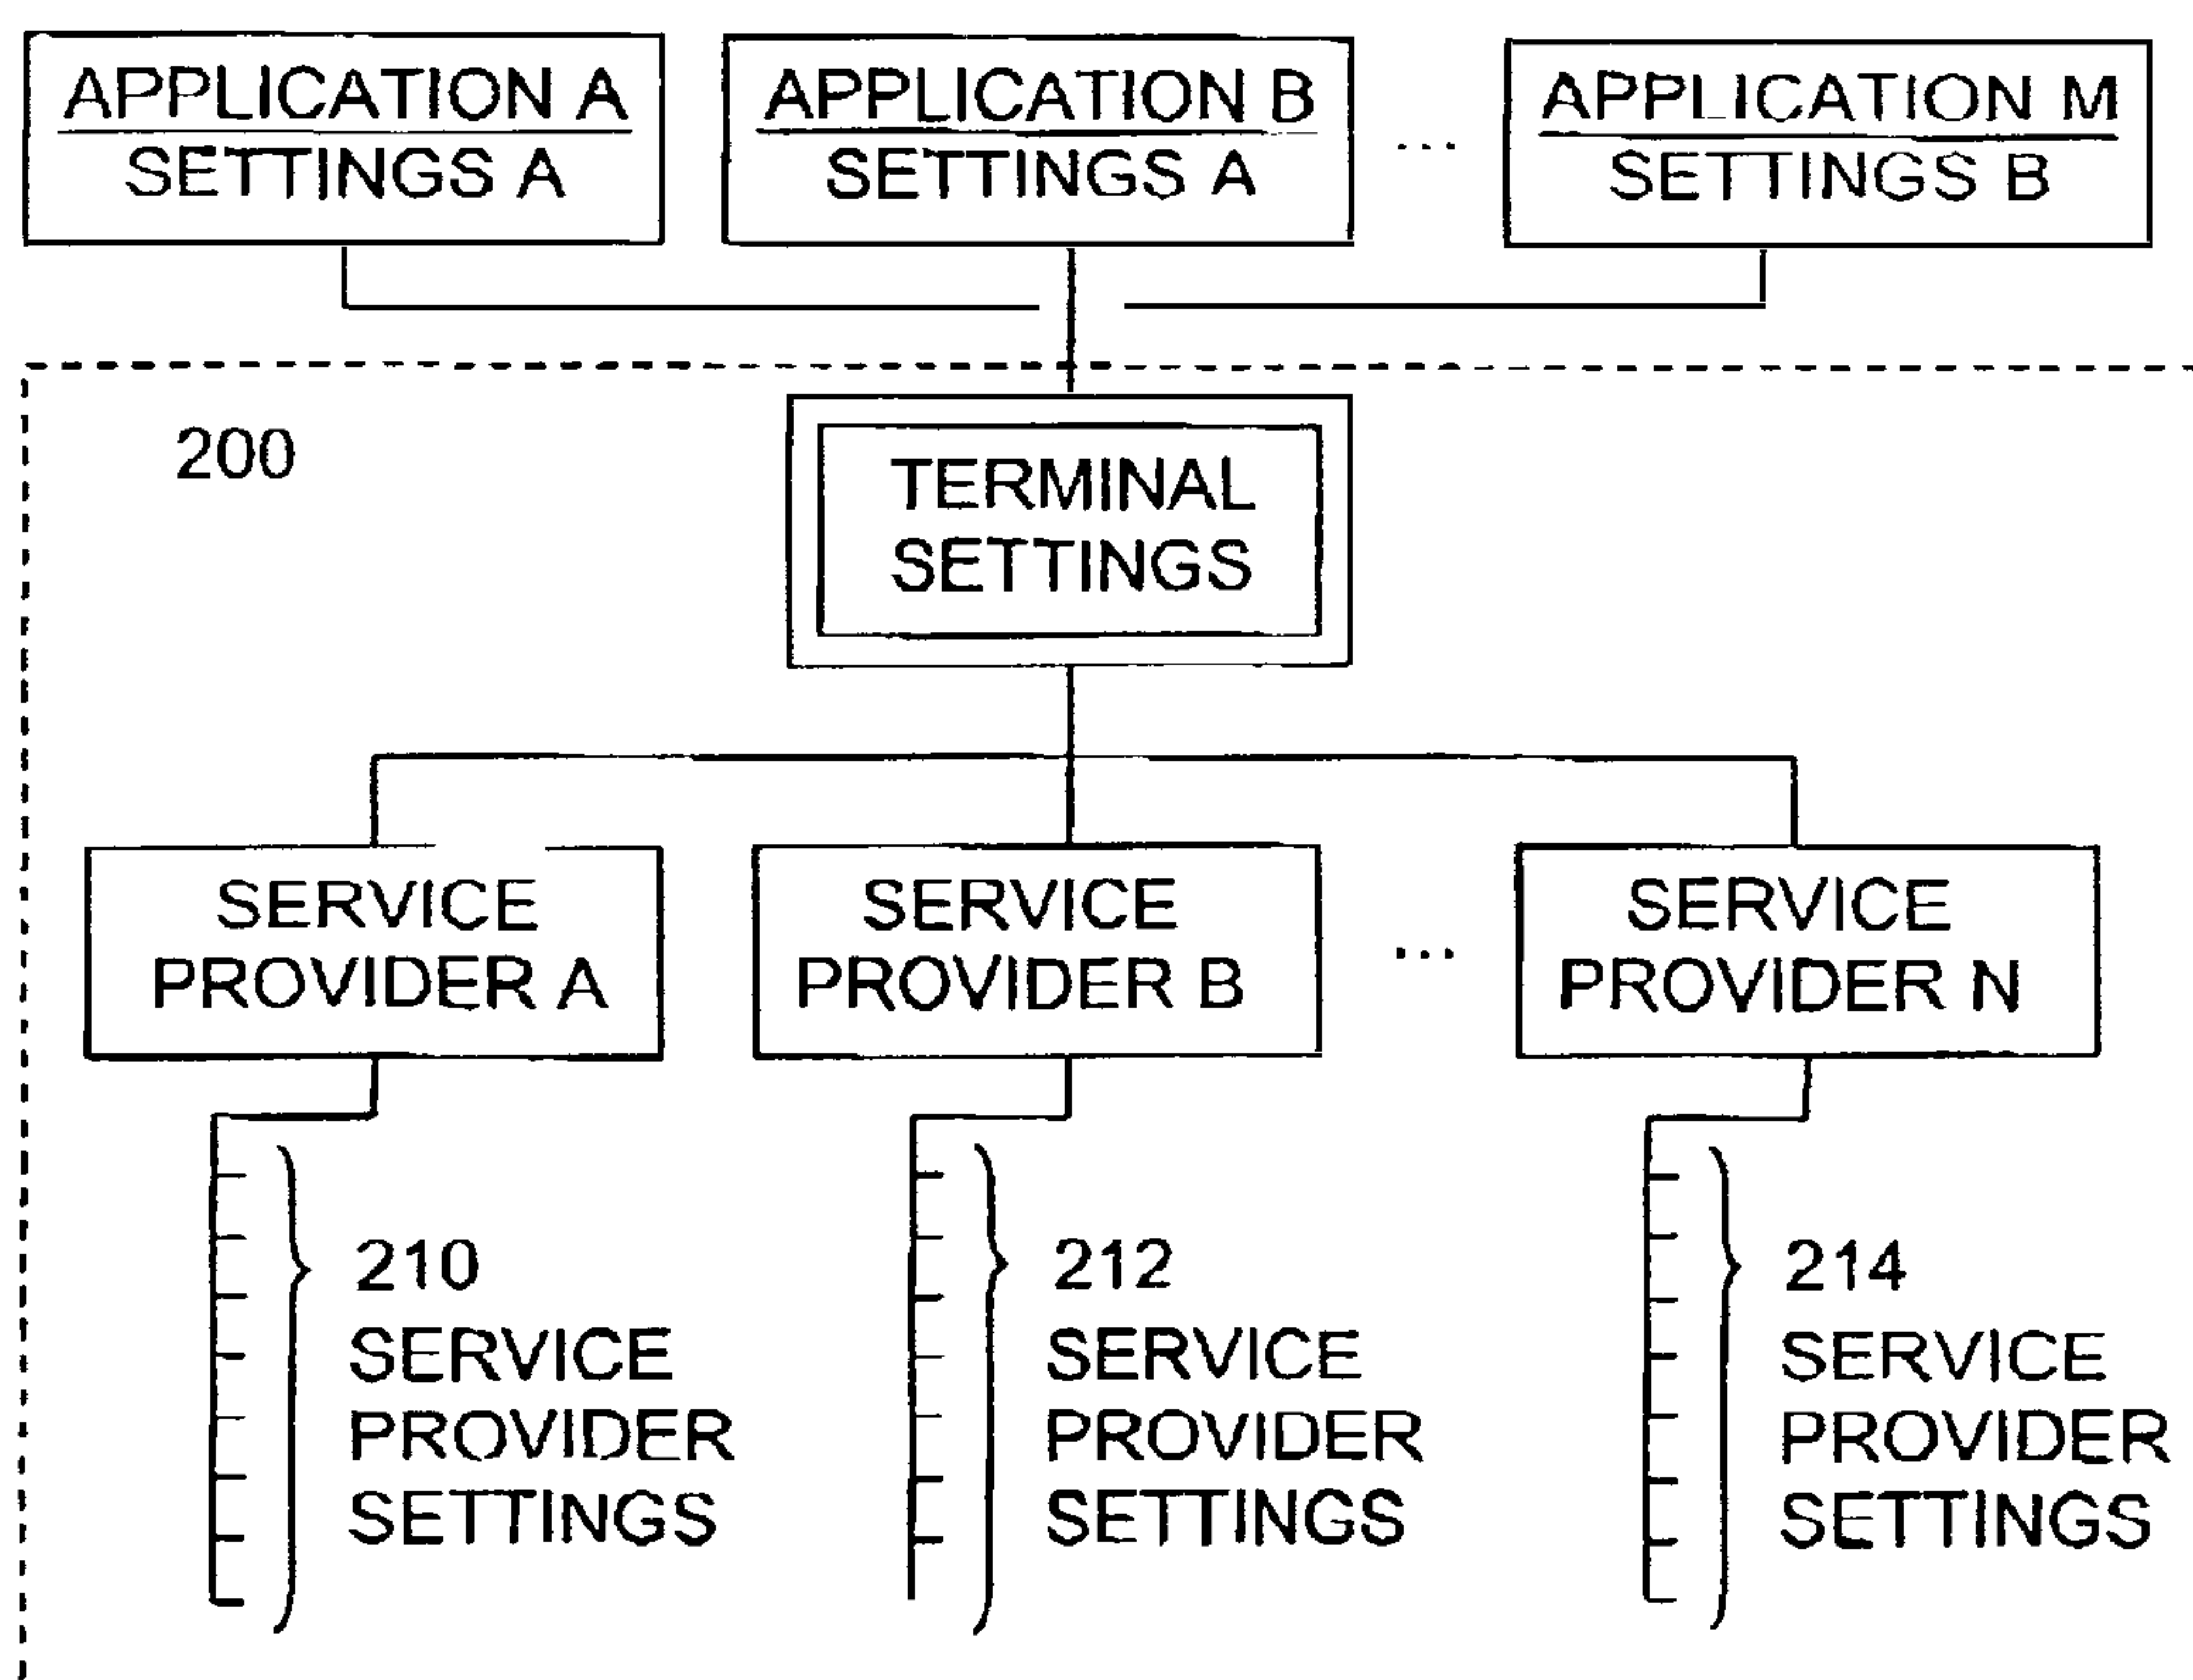 APPLICATION A
SETTINGS A
APPLICATION B
SETTINGS A
...
APPLICATION M
SETTINGS B
200
TERMINAL
SETTINGS
SERVICE
PROVIDER A
SERVICE
PROVIDER B
...
SERVICE
PROVIDER N
210
SERVICE
PROVIDER
SETTINGS
212
SERVICE
PROVIDER
SETTINGS
214
SERVICE
PROVIDER
SETTINGS